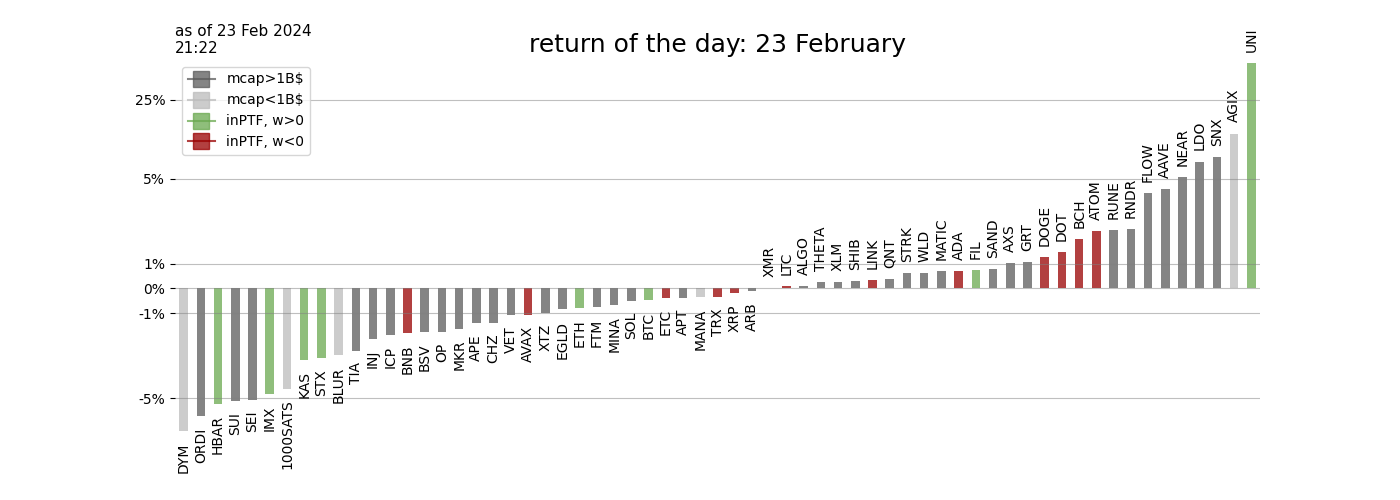 as of 23 Feb 2024
21:22
return of the day: 23 February
mcap>1B$
mcap<1B$
inPTF, w>0
inPTF, w<0
25%
5%
1%
0%
-1%
-5%
DYM
ORDI
HBAR
SUI
SEI
IMX
1000SATS
KAS
STX
BLUR
TIA
INJ
ICP
BNB
BSV
OP
MKR
APE
CHZ
VET
AVAX
XTZ
EGLD
ETH
FTM
MINA
SOL
BTC
ETC
APT
MANA
TRX
XRP
ARB
XMR
LTC
ALGO
THETA
XLM
SHIB
LINK
QNT
STRK
WLD
MATIC
ADA
FIL
SAND
AXS
GRT
DOGE
DOT
BCH
ATOM
RUNE
RNDR
FLOW
AAVE
NEAR
LDO
SNX
AGIX
UNI